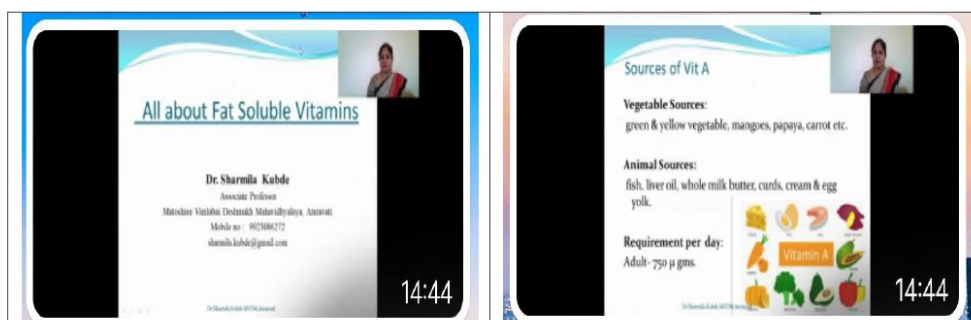 All about Fat Soluble Vitamins
Dr. Sharmila Kubde
Associate Professor
Matoshree Vimlabai Deshmukh Mahavidhyalaya, Amravati
Mobile no : 9923086272
sharmila.kubde@gmail.com
14:44
Sources of Vit A
Vegetable Sources:
green & yellow vegetable, mangoes, papaya, carrot etc.
Animal Sources:
fish, liver oil, whole milk butter, curds, cream & egg
yolk.
Requirement per day:
Adult- 750 µ gms.
Vitamin A
14:44